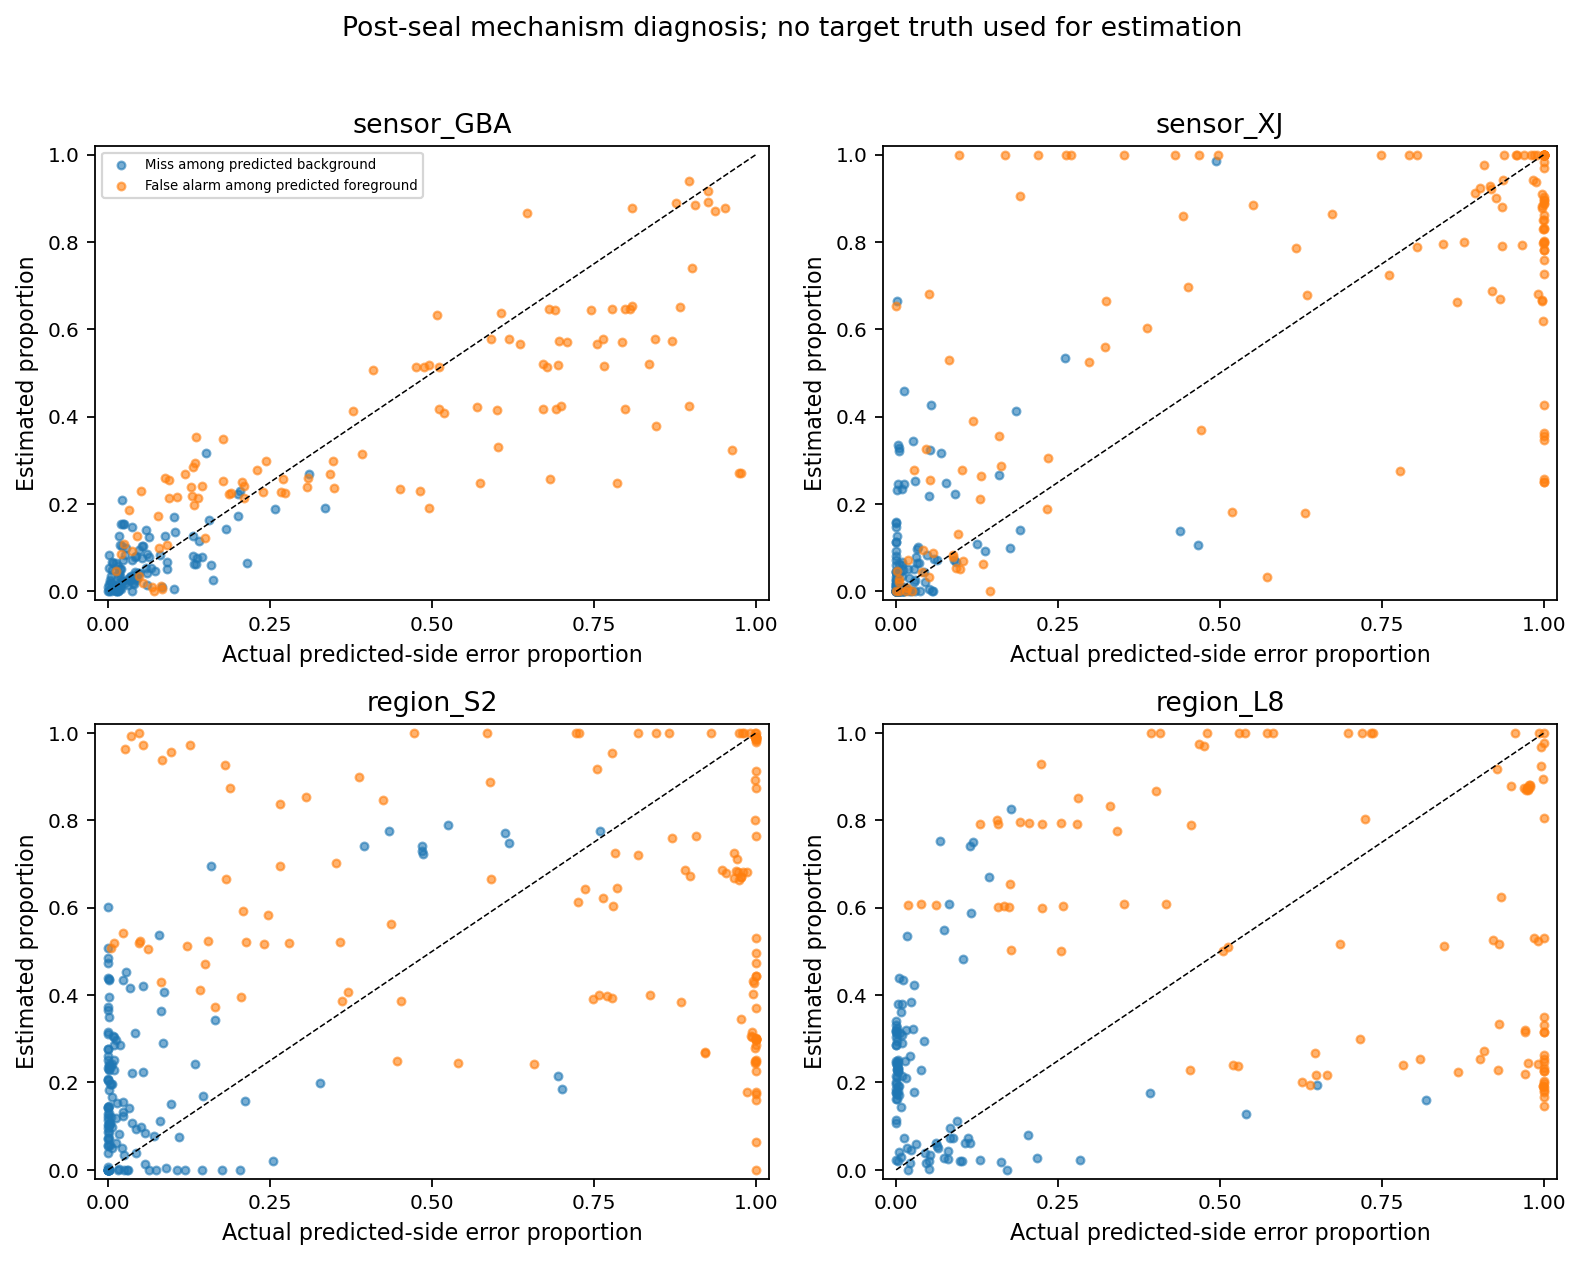 Post-seal mechanism diagnosis; no target truth used for estimation
sensor_GBA
Miss among predicted background
False alarm among predicted foreground
Estimated proportion
1.0
0.8
0.6
0.4
0.2
0.0
0.00 0.25 0.50 0.75 1.00
Actual predicted-side error proportion
sensor_XJ
Estimated proportion
1.0
0.8
0.6
0.4
0.2
0.0
0.00 0.25 0.50 0.75 1.00
Actual predicted-side error proportion
region_S2
Estimated proportion
1.0
0.8
0.6
0.4
0.2
0.0
0.00 0.25 0.50 0.75 1.00
Actual predicted-side error proportion
region_L8
Estimated proportion
1.0
0.8
0.6
0.4
0.2
0.0
0.00 0.25 0.50 0.75 1.00
Actual predicted-side error proportion